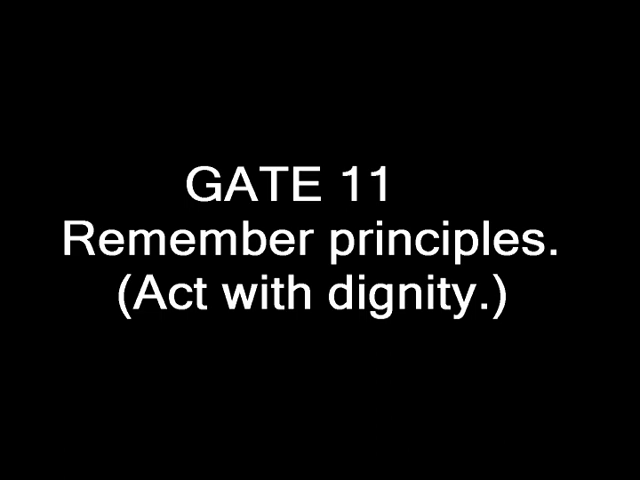 GATE 11
Remember principles.
(Act with dignity.)